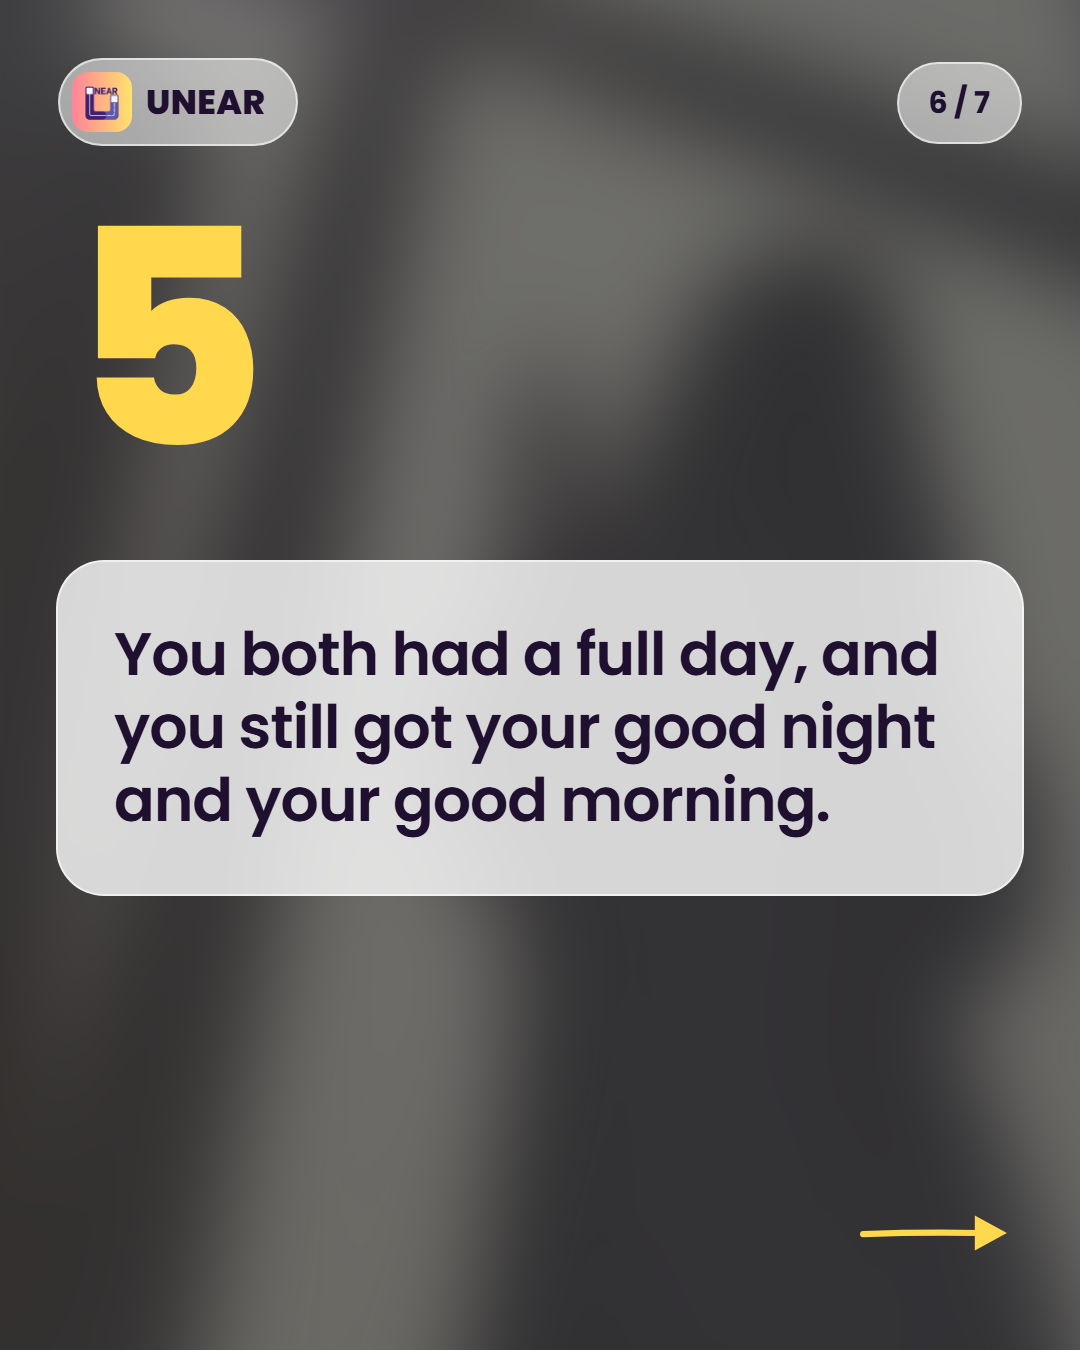 UNEAR
UNEAR
6 / 7
5
You both had a full day, and
you still got your good night
and your good morning.